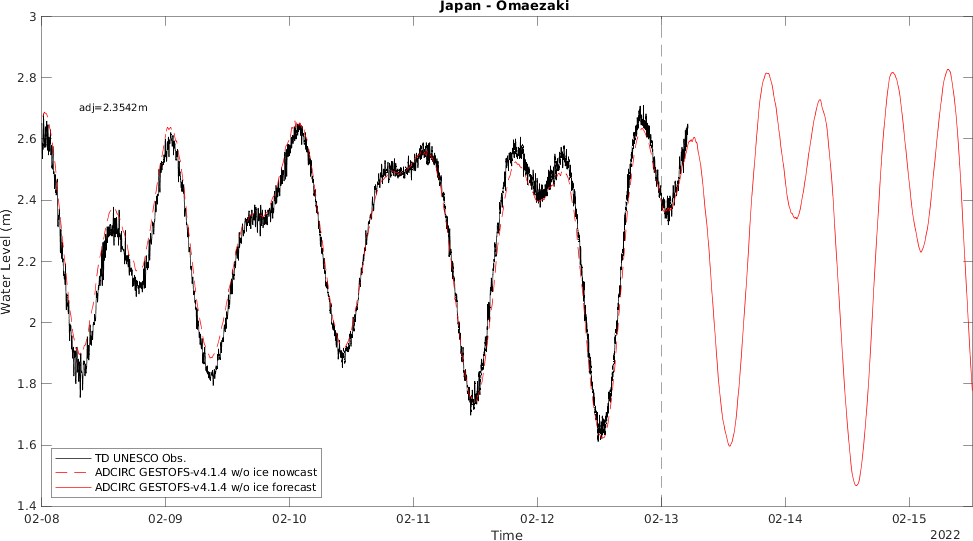 Japan - Omaezaki
3
2.8
2.6
2.4
2.2
2
1.8
1.6
1.4
Water Level (m)
adj=2.3542m
TD UNESCO Obs.
ADCIRC GESTOFS-v4.1.4 w/o ice nowcast
ADCIRC GESTOFS-v4.1.4 w/o ice forecast
02-08
02-09
02-10
02-11
02-12
02-13
02-14
02-15
Time
2022